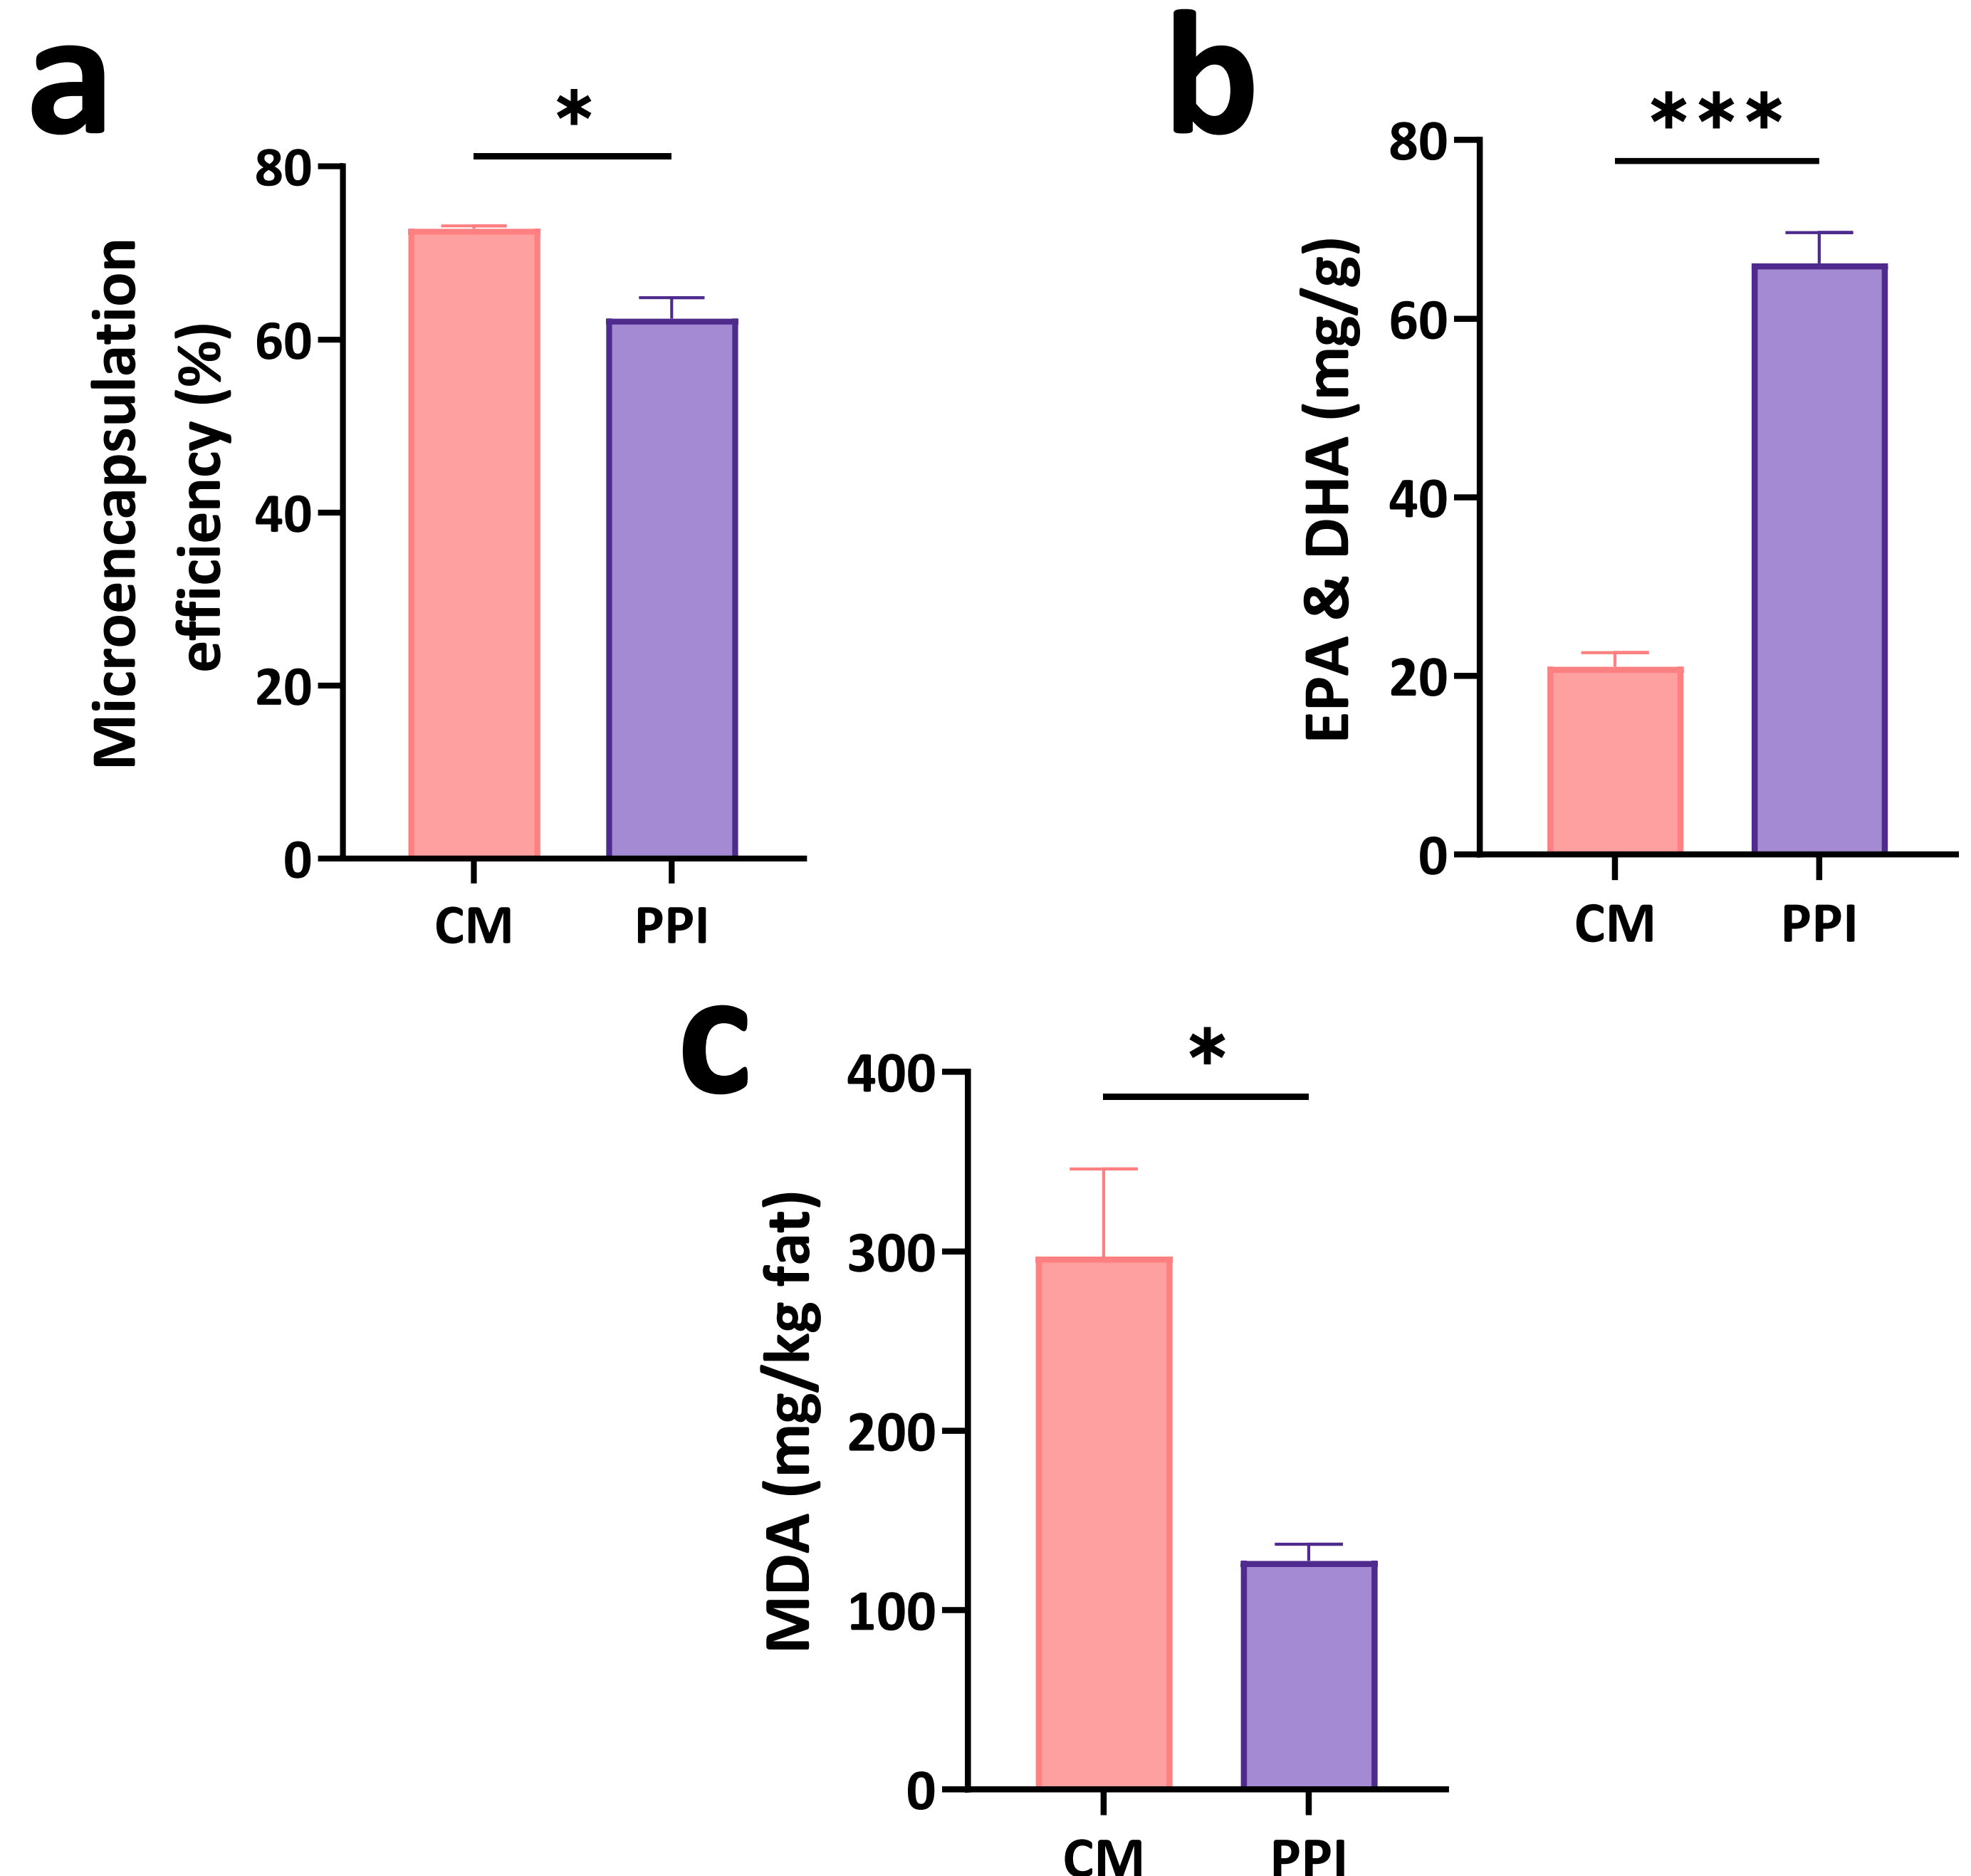 a
*
80
60
40
20
0
Microencapsulation
efficiency (%)
CM PPI
b
***
80
60
40
20
0
EPA & DHA (mg/g)
CM PPI
c
*
400
300
200
100
0
MDA (mg/kg fat)
CM PPI